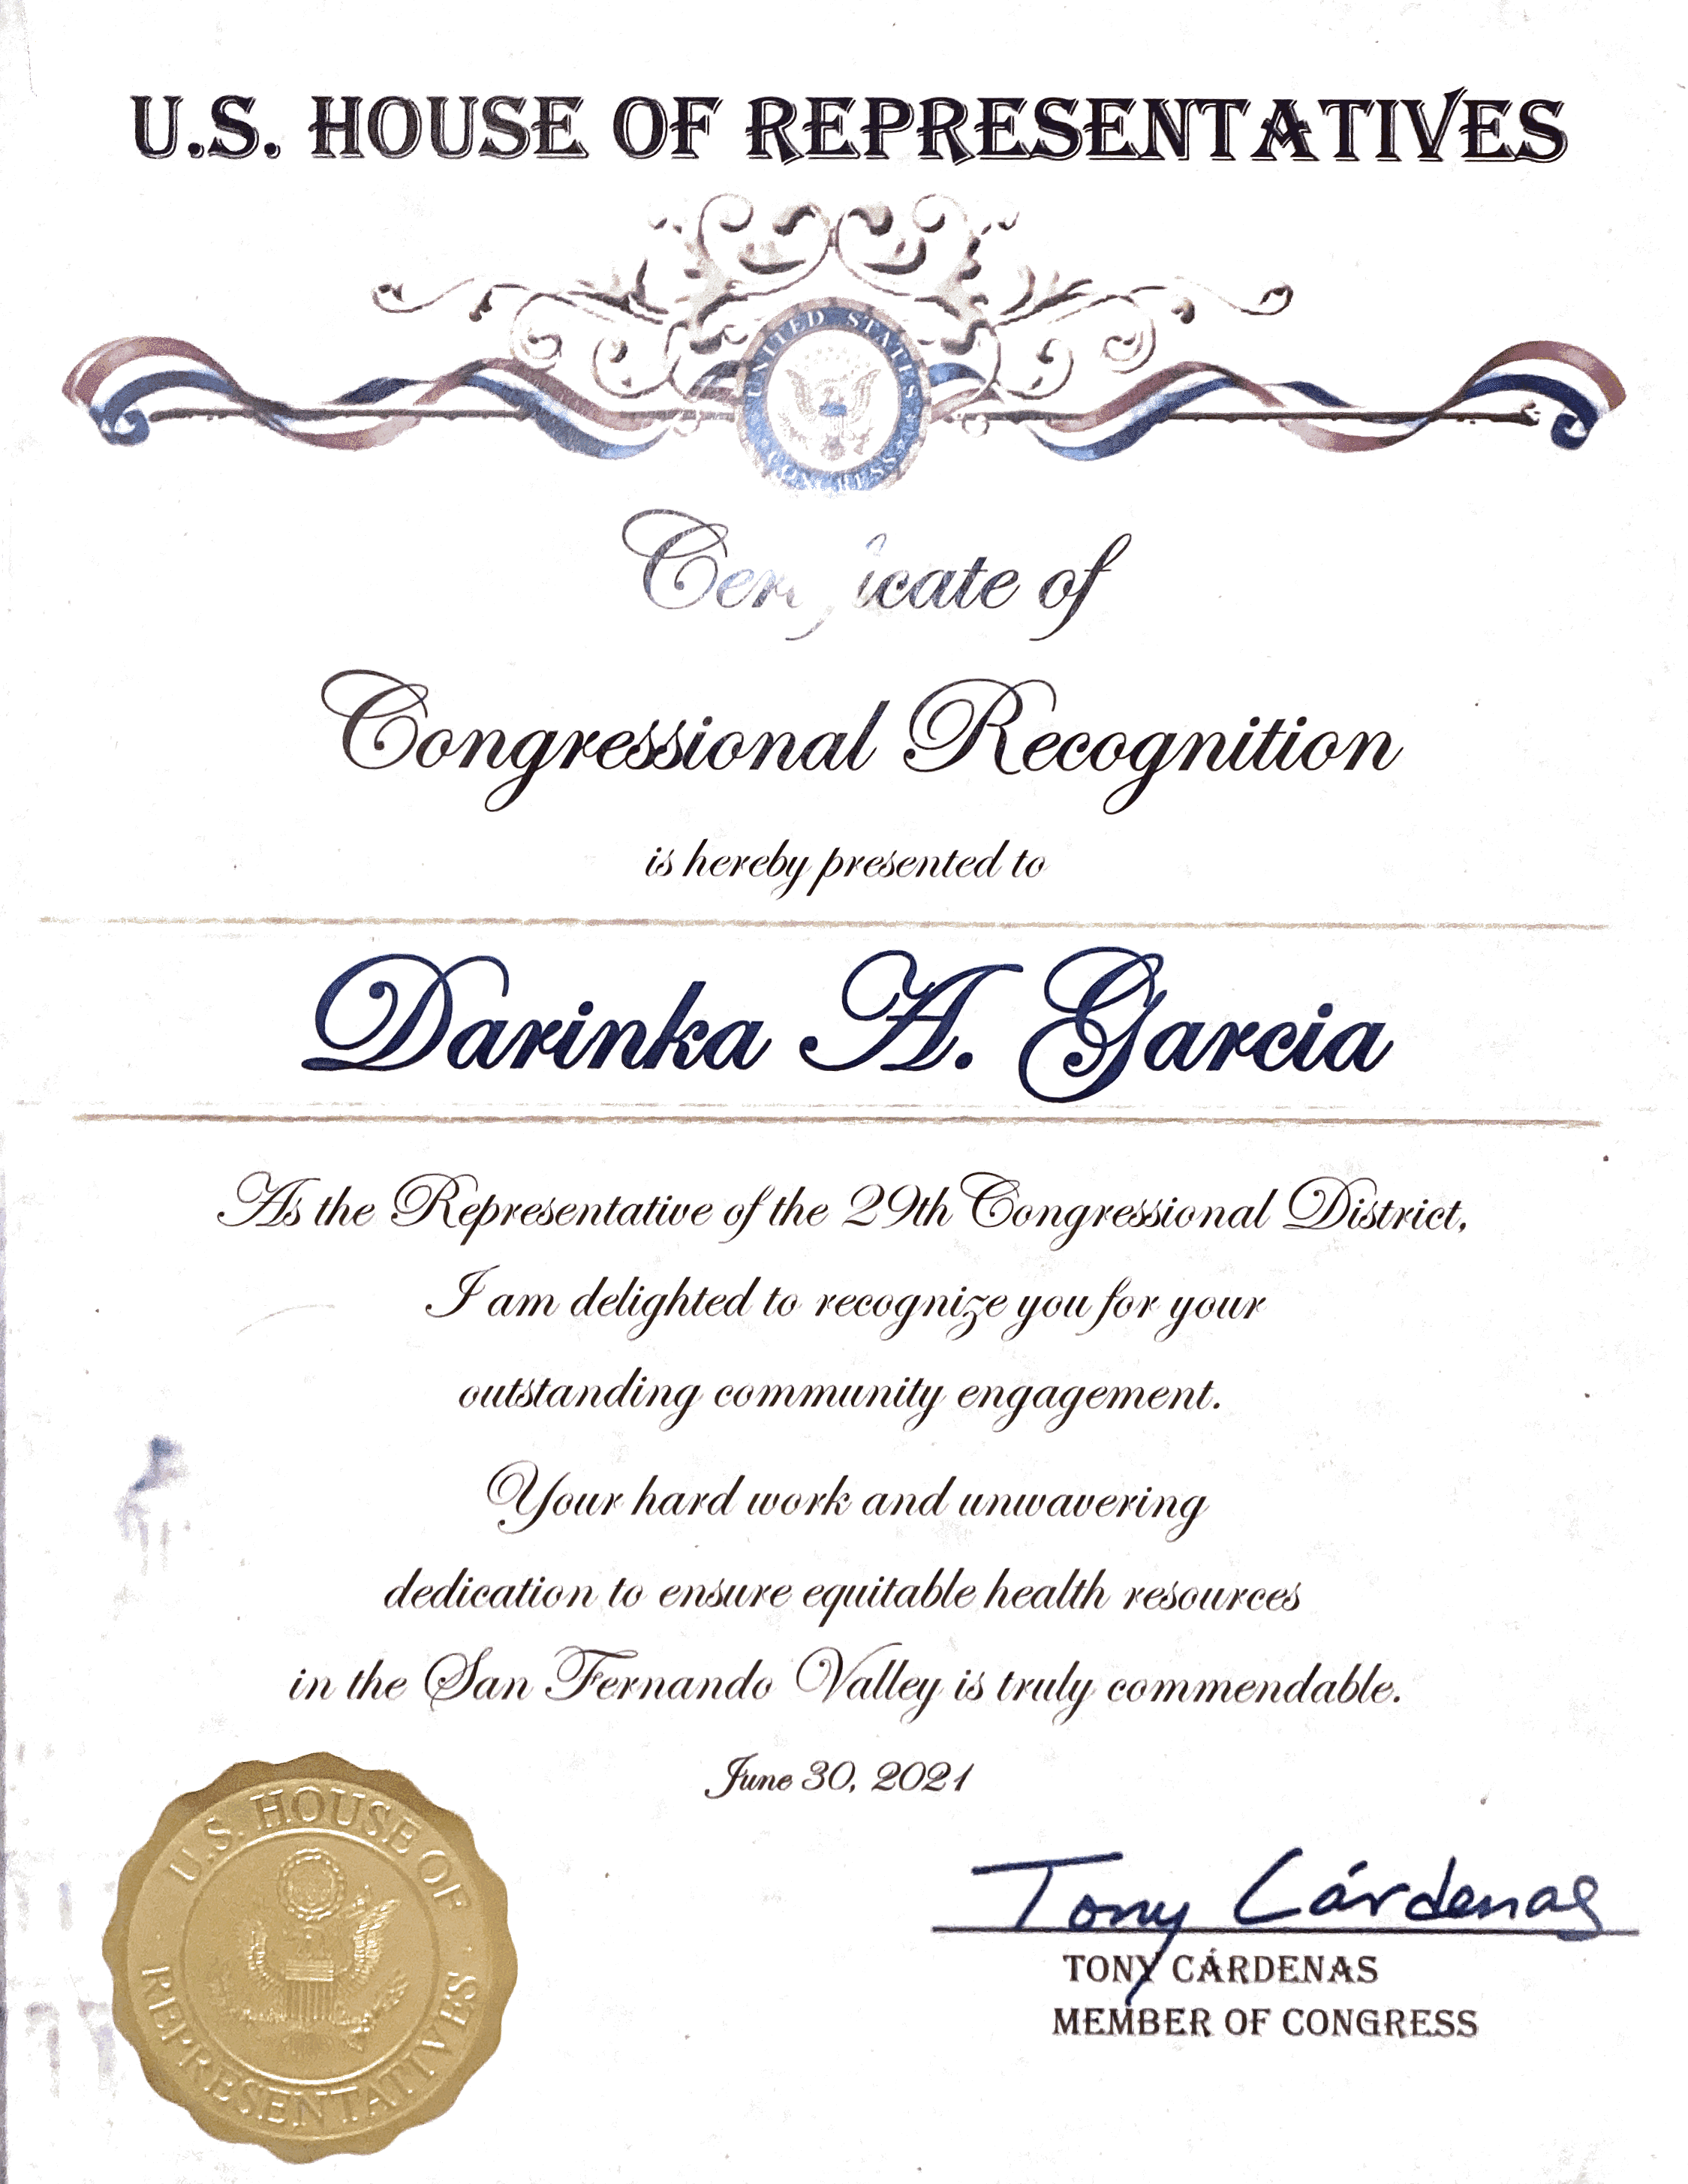 U.S. HOUSE OF REPRESENTATIVES
UNITED STATES CONGRESS
Certificate of
Congressional Recognition
is hereby presented to
Darinka A. Garcia
As the Representative of the 29th Congressional District,
I am delighted to recognize you for your
outstanding community engagement.
Your hard work and unwavering
dedication to ensure equitable health resources
in the San Fernando Valley is truly commendable.
June 30, 2021
U.S. HOUSE OF REPRESENTATIVES
Tony Cárdenas
TONY CÁRDENAS
MEMBER OF CONGRESS